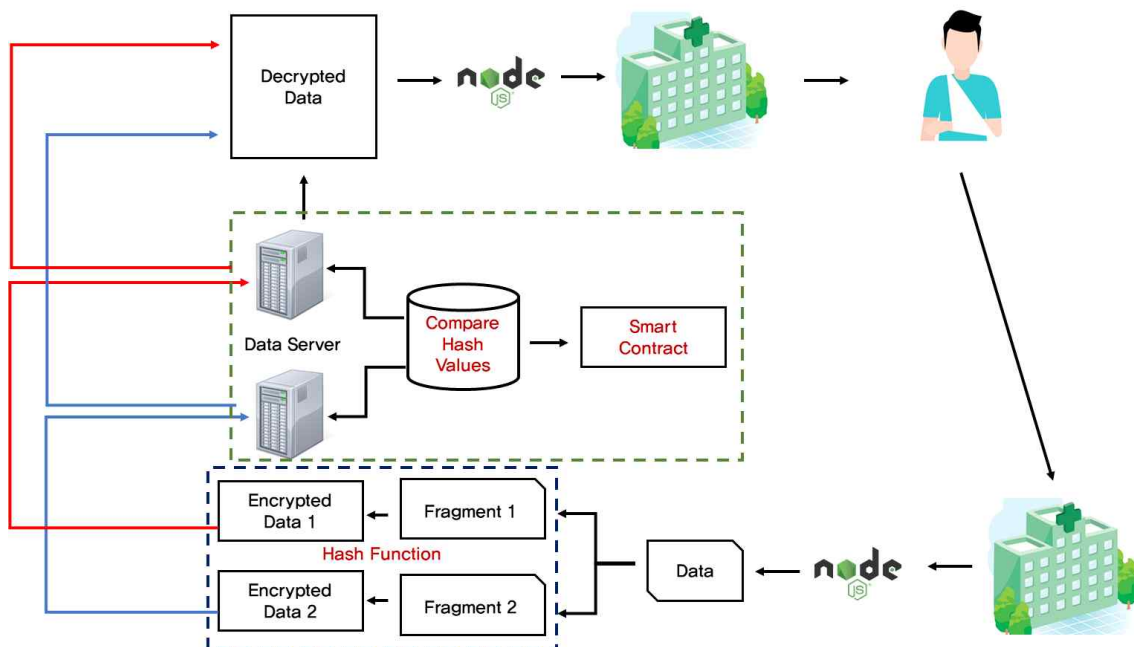 Decrypted
Data
node
JS
Data Server
Compare
Hash
Values
Smart
Contract
Encrypted
Data 1
Fragment 1
Hash Function
Encrypted
Data 2
Fragment 2
Data
node
JS